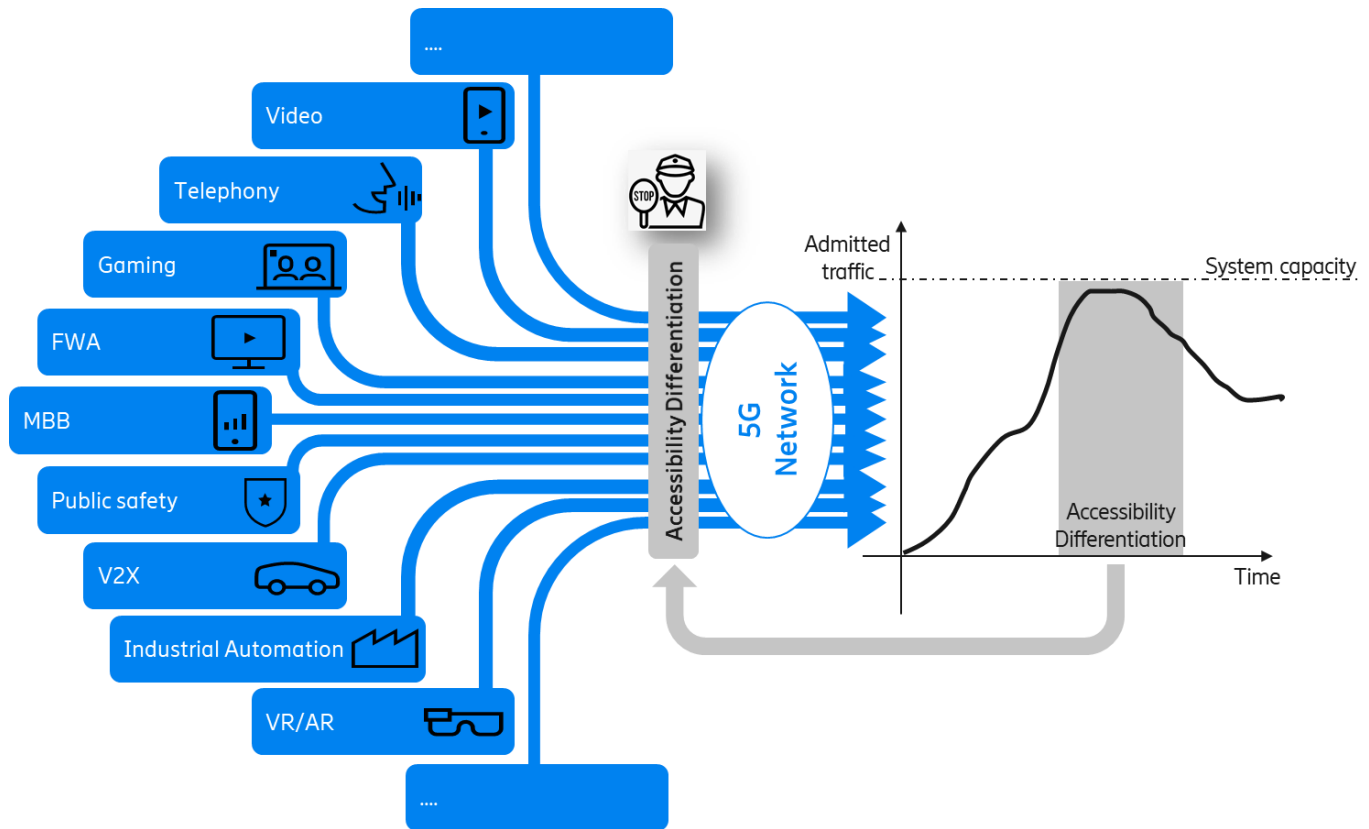 ....
Video
Telephony
Gaming
FWA
MBB
Public safety
V2X
Industrial Automation
VR/AR
....
STOP
Accessibility Differentiation
5G
Network
Admitted
traffic
System capacity
Accessibility
Differentiation
Time